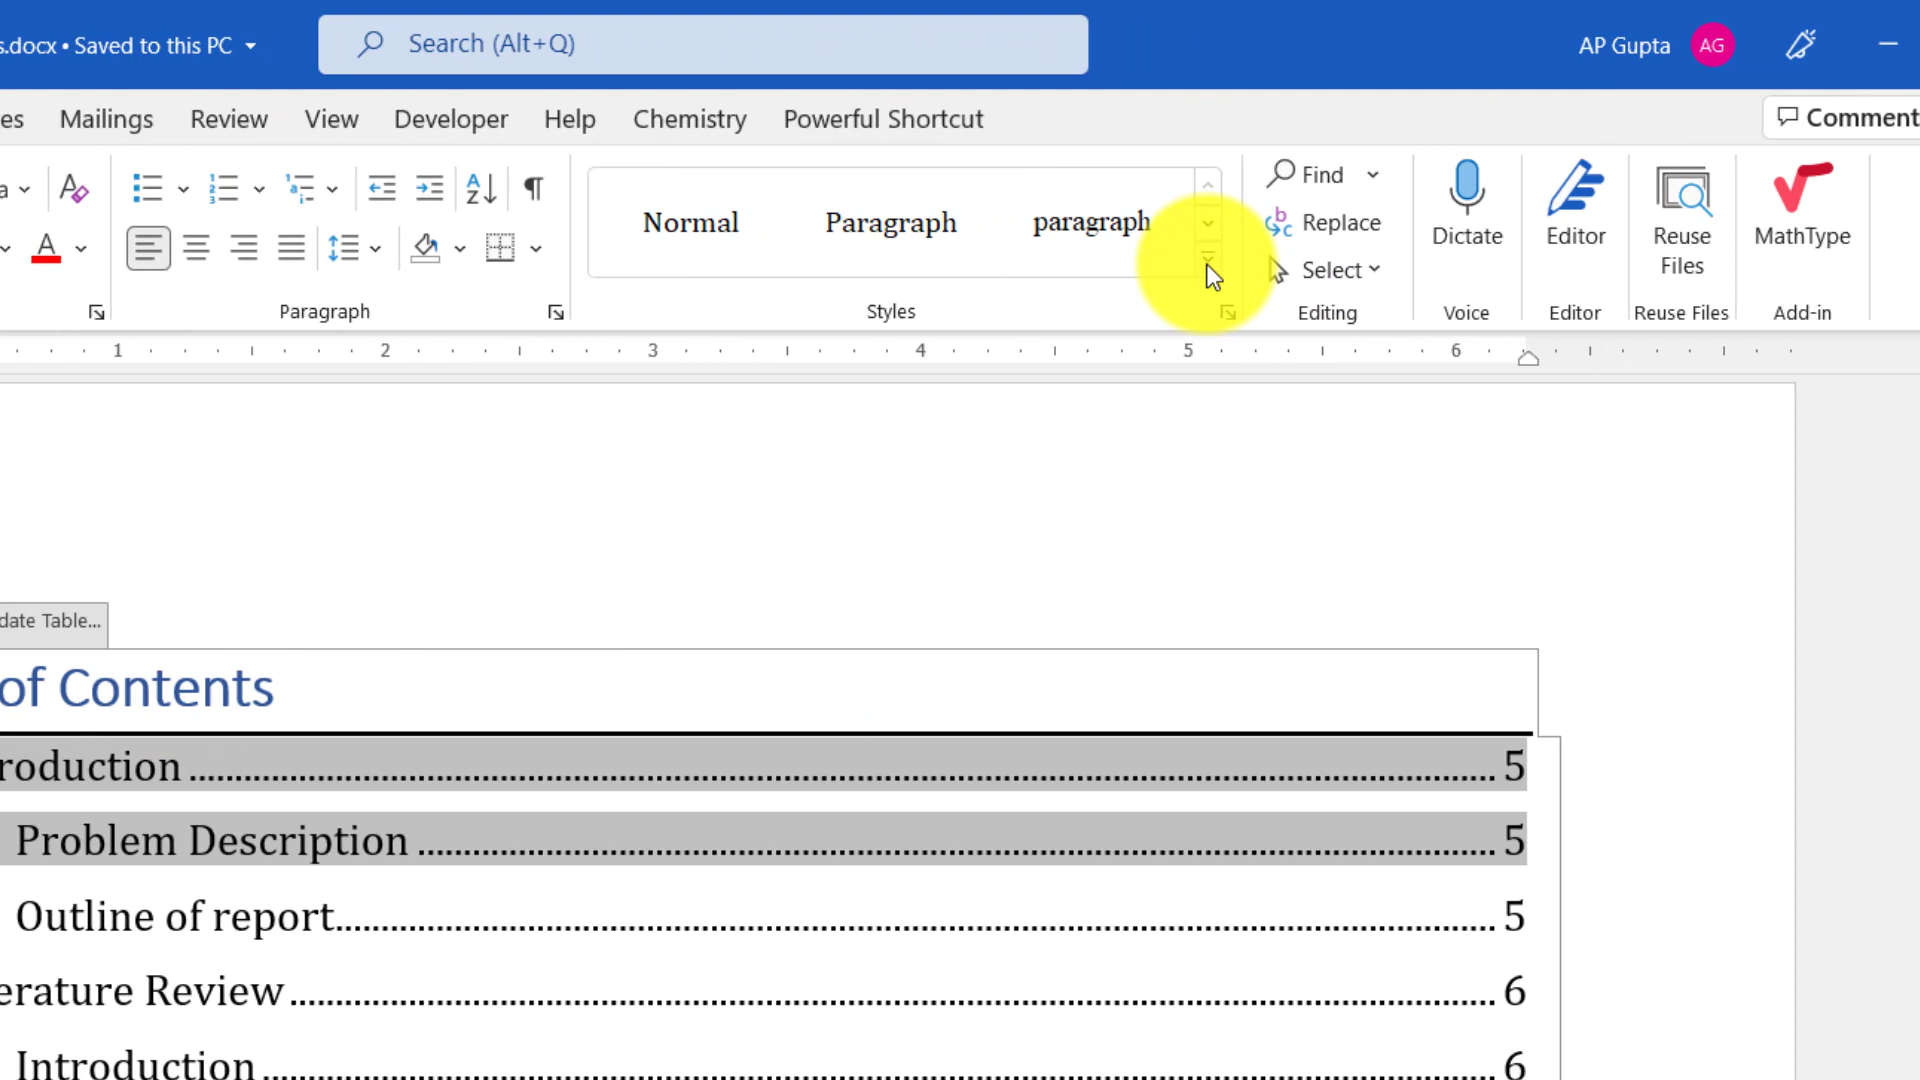 s.docx • Saved to this PC
Search (Alt+Q)
AP Gupta
AG
es
Mailings
Review
View
Developer
Help
Chemistry
Powerful Shortcut
Comment
a
Normal
Paragraph
paragraph
Find
Replace
Select
Dictate
Editor
Reuse
Files
MathType
Paragraph
Styles
Editing
Voice
Editor
Reuse Files
Add-in
1 2 3 4 5 6
date Table...
of Contents
roduction ........ 5
Problem Description ........ 5
Outline of report........ 5
erature Review ........ 6
Introduction ........ 6